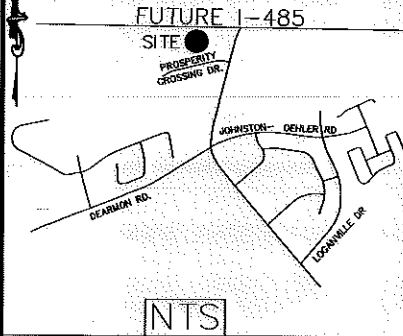 FUTURE I-485
SITE
PROSPERITY
CROSSING DR.
JOHNSTON- OEHLER RD
DEARMON RD.
LOGANVILLE DR
NTS